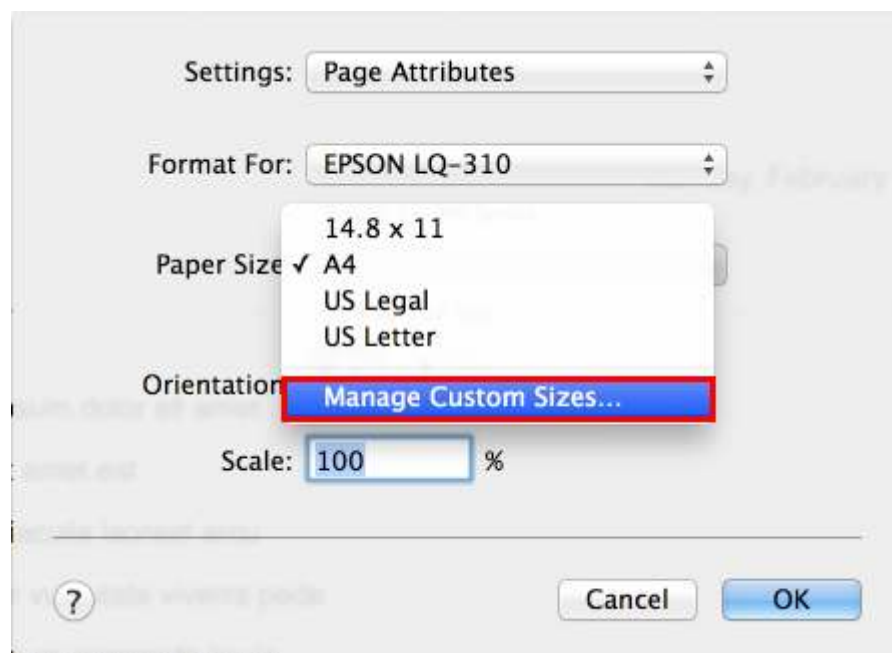 Settings: Page Attributes
Format For: EPSON LQ-310
14.8 x 11
Paper Size ✓ A4
US Legal
US Letter
Orientation
Manage Custom Sizes...
Scale: 100 %
? Cancel OK